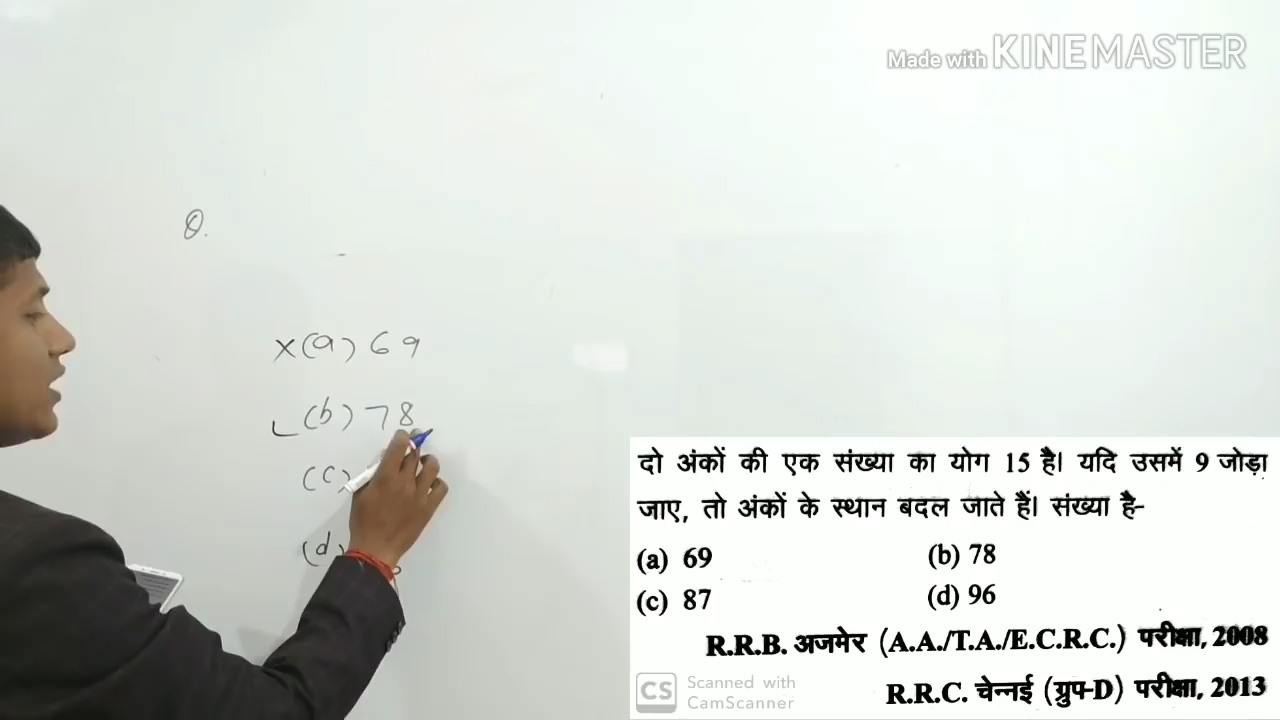 Made with KINEMASTER
Q.
x (a) 69
(b) 78
(c)
(d)
दो अंकों की एक संख्या का योग 15 है। यदि उसमें 9 जोड़ा
जाए, तो अंकों के स्थान बदल जाते हैं। संख्या है-
(a) 69 (b) 78
(c) 87 (d) 96
R.R.B. अजमेर (A.A./T.A./E.C.R.C.) परीक्षा, 2008
R.R.C. चेन्नई (ग्रुप-D) परीक्षा, 2013
CS Scanned with
CamScanner